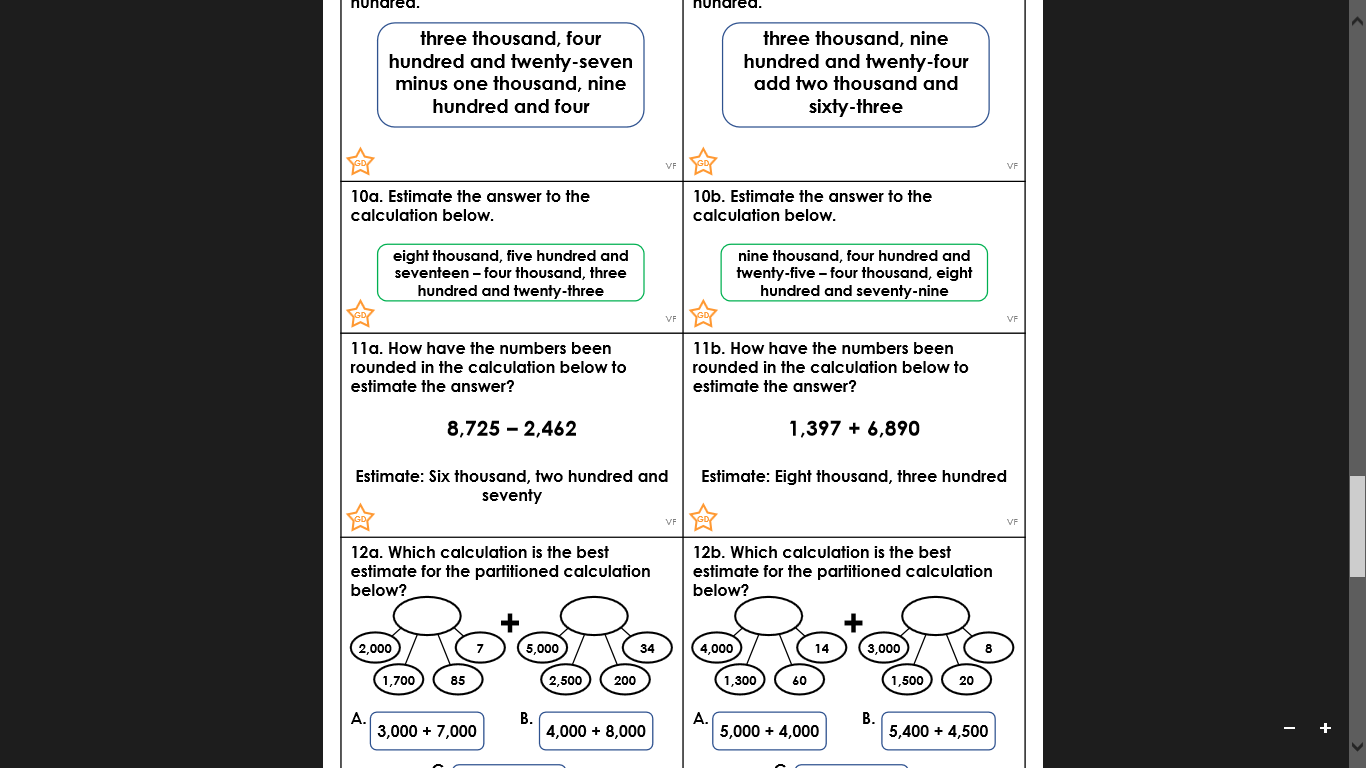 hundred.
three thousand, four
hundred and twenty-seven
minus one thousand, nine
hundred and four
GD
VF
hundred.
three thousand, nine
hundred and twenty-four
add two thousand and
sixty-three
GD
VF
10a. Estimate the answer to the
calculation below.
eight thousand, five hundred and
seventeen – four thousand, three
hundred and twenty-three
GD
VF
10b. Estimate the answer to the
calculation below.
nine thousand, four hundred and
twenty-five – four thousand, eight
hundred and seventy-nine
GD
VF
11a. How have the numbers been
rounded in the calculation below to
estimate the answer?
8,725 – 2,462
Estimate: Six thousand, two hundred and
seventy
GD
VF
11b. How have the numbers been
rounded in the calculation below to
estimate the answer?
1,397 + 6,890
Estimate: Eight thousand, three hundred
GD
VF
12a. Which calculation is the best
estimate for the partitioned calculation
below?
+
2,000 7 5,000 34
1,700 85 2,500 200
A. 3,000 + 7,000 B. 4,000 + 8,000
12b. Which calculation is the best
estimate for the partitioned calculation
below?
+
4,000 14 3,000 8
1,300 60 1,500 20
A. 5,000 + 4,000 B. 5,400 + 4,500